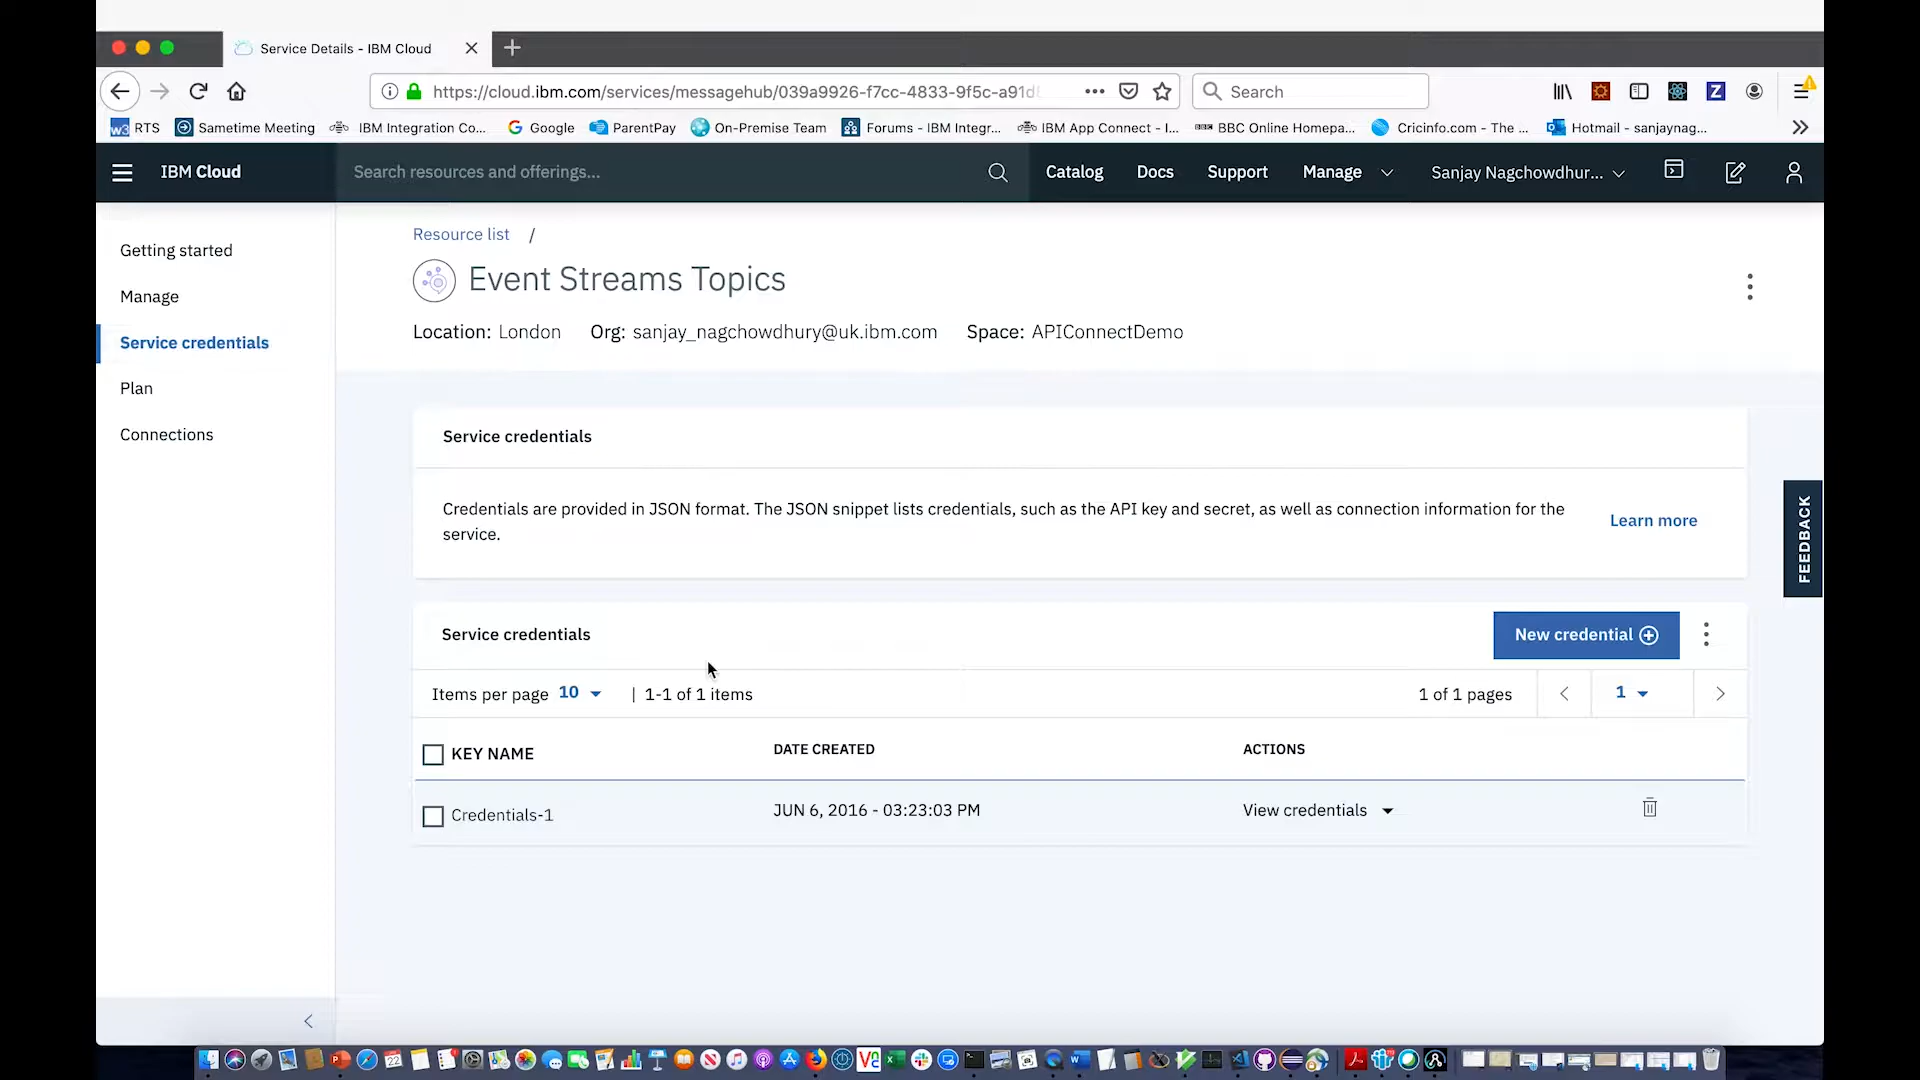 Service Details - IBM Cloud
https://cloud.ibm.com/services/messagehub/039a9926-f7cc-4833-9f5c-a91d
Search
RTS
Sametime Meeting
IBM Integration Co...
Google
ParentPay
On-Premise Team
Forums - IBM Integr...
IBM App Connect - I...
BBC Online Homepa...
Cricinfo.com - The ...
Hotmail - sanjaynag...
IBM Cloud
Search resources and offerings...
Catalog
Docs
Support
Manage
Sanjay Nagchowdhur...
Getting started
Manage
Service credentials
Plan
Connections
Resource list /
Event Streams Topics
Location: London Org: sanjay_nagchowdhury@uk.ibm.com Space: APIConnectDemo
Service credentials
Credentials are provided in JSON format. The JSON snippet lists credentials, such as the API key and secret, as well as connection information for the
service.
Learn more
FEEDBACK
Service credentials
New credential
Items per page 10 | 1-1 of 1 items
1 of 1 pages
1
KEY NAME DATE CREATED ACTIONS
Credentials-1 JUN 6, 2016 - 03:23:03 PM View credentials